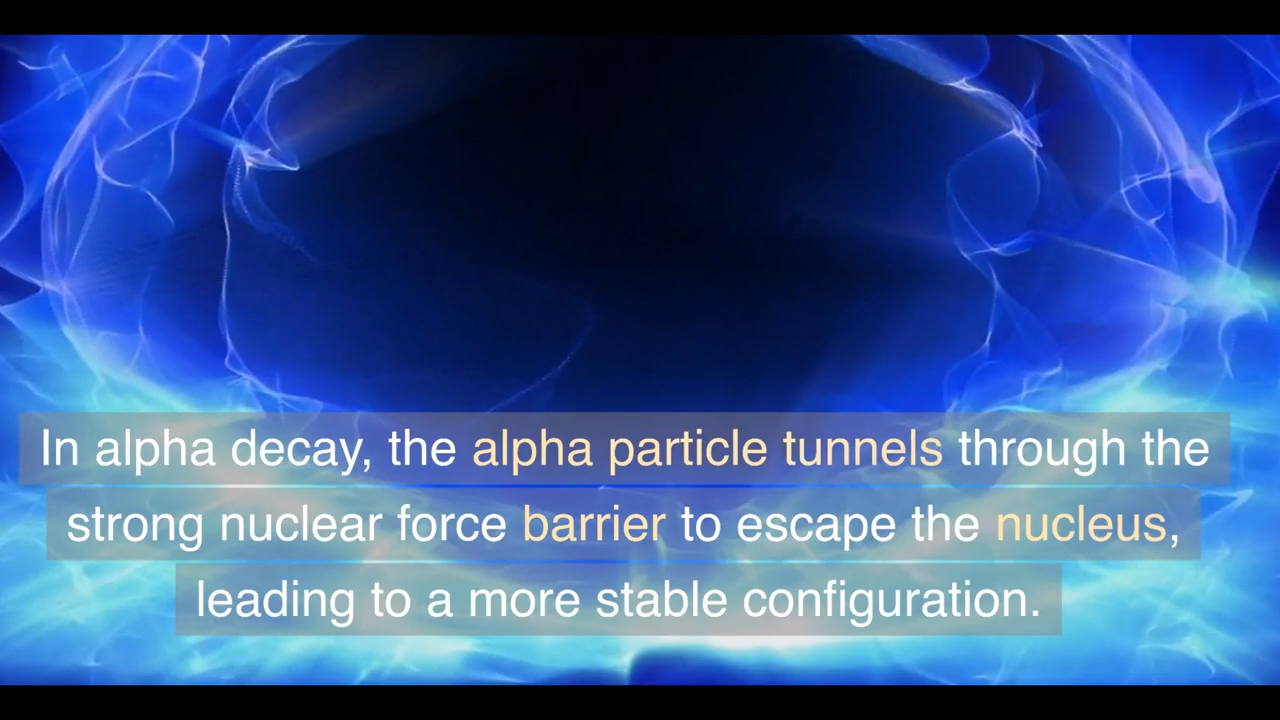 In alpha decay, the alpha particle tunnels through the
strong nuclear force barrier to escape the nucleus,
leading to a more stable configuration.